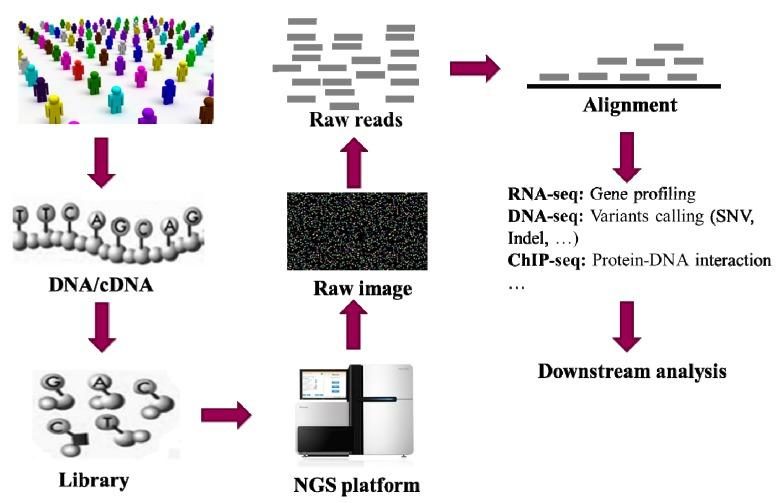 T T C A G C A G
DNA/cDNA
G A C
C T
Library
NGS platform
Raw image
Raw reads
Alignment
RNA-seq: Gene profiling
DNA-seq: Variants calling (SNV,
Indel, …)
ChIP-seq: Protein-DNA interaction
…
Downstream analysis